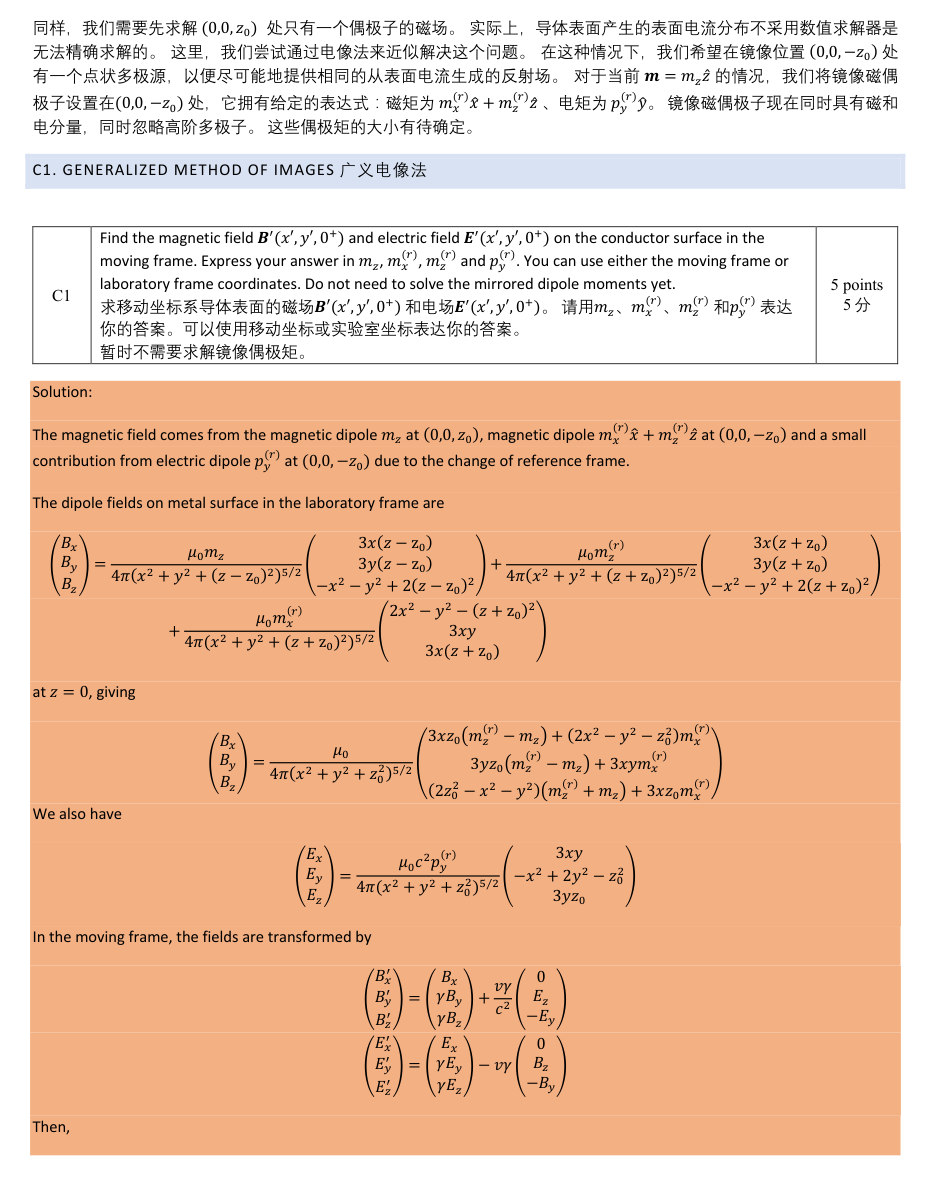 同样，我们需要先求解 (0,0,z₀) 处只有一个偶极子的磁场。 实际上，导体表面产生的表面电流分布不采用数值求解器是
无法精确求解的。 这里，我们尝试通过电像法来近似解决这个问题。 在这种情况下，我们希望在镜像位置 (0,0,−z₀) 处
有一个点状多极源，以便尽可能地提供相同的从表面电流生成的反射场。 对于当前 m = m_z ẑ 的情况，我们将镜像磁偶
极子设置在(0,0,−z₀) 处，它拥有给定的表达式：磁矩为 m_x^(r) x̂ + m_z^(r) ẑ 、电矩为 p_y^(r) ŷ。 镜像磁偶极子现在同时具有磁和
电分量，同时忽略高阶多极子。 这些偶极矩的大小有待确定。
C1. GENERALIZED METHOD OF IMAGES 广义电像法
C1
Find the magnetic field B′(x′, y′, 0⁺) and electric field E′(x′, y′, 0⁺) on the conductor surface in the
moving frame. Express your answer in m_z, m_x^(r), m_z^(r) and p_y^(r). You can use either the moving frame or
laboratory frame coordinates. Do not need to solve the mirrored dipole moments yet.
求移动坐标系导体表面的磁场B′(x′, y′, 0⁺) 和电场E′(x′, y′, 0⁺)。 请用m_z、m_x^(r)、m_z^(r) 和p_y^(r) 表达
你的答案。可以使用移动坐标或实验室坐标表达你的答案。
暂时不需要求解镜像偶极矩。
5 points
5 分
Solution:
The magnetic field comes from the magnetic dipole m_z at (0,0, z₀), magnetic dipole m_x^(r) x̂ + m_z^(r) ẑ at (0,0, −z₀) and a small
contribution from electric dipole p_y^(r) at (0,0, −z₀) due to the change of reference frame.
The dipole fields on metal surface in the laboratory frame are
(B_x, B_y, B_z) = μ₀m_z / 4π(x² + y² + (z − z₀)²)^5/2 (3x(z − z₀), 3y(z − z₀), −x² − y² + 2(z − z₀)²) + μ₀m_z^(r) / 4π(x² + y² + (z + z₀)²)^5/2 (3x(z + z₀), 3y(z + z₀), −x² − y² + 2(z + z₀)²)
+ μ₀m_x^(r) / 4π(x² + y² + (z + z₀)²)^5/2 (2x² − y² − (z + z₀)², 3xy, 3x(z + z₀))
at z = 0, giving
(B_x, B_y, B_z) = μ₀ / 4π(x² + y² + z₀²)^5/2 (3xz₀(m_z^(r) − m_z) + (2x² − y² − z₀²)m_x^(r), 3yz₀(m_z^(r) − m_z) + 3xym_x^(r), (2z₀² − x² − y²)(m_z^(r) + m_z) + 3xz₀m_x^(r))
We also have
(E_x, E_y, E_z) = μ₀c²p_y^(r) / 4π(x² + y² + z₀²)^5/2 (3xy, −x² + 2y² − z₀², 3yz₀)
In the moving frame, the fields are transformed by
(B′_x, B′_y, B′_z) = (B_x, γB_y, γB_z) + vγ/c² (0, E_z, −E_y)
(E′_x, E′_y, E′_z) = (E_x, γE_y, γE_z) − vγ (0, B_z, −B_y)
Then,